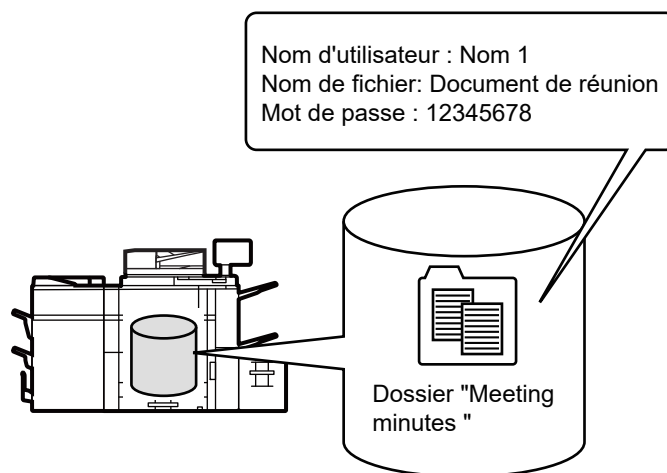 Nom d'utilisateur : Nom 1
Nom de fichier: Document de réunion
Mot de passe : 12345678
Dossier "Meeting
minutes "